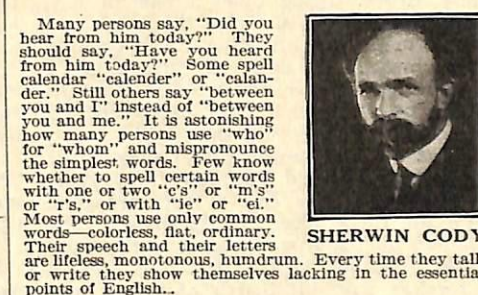 Many persons say, "Did you
hear from him today?" They
should say, "Have you heard
from him today?" Some spell
calendar "calender" or "calan-
der." Still others say "between
you and I" instead of "between
you and me." It is astonishing
how many persons use "who"
for "whom" and mispronounce
the simplest words. Few know
whether to spell certain words
with one or two "c's" or "m's"
or "r's," or with "ie" or "ei."
Most persons use only common
words—colorless, flat, ordinary.
Their speech and their letters
are lifeless, monotonous, humdrum. Every time they tal
or write they show themselves lacking in the essentia
points of English..
SHERWIN CODY